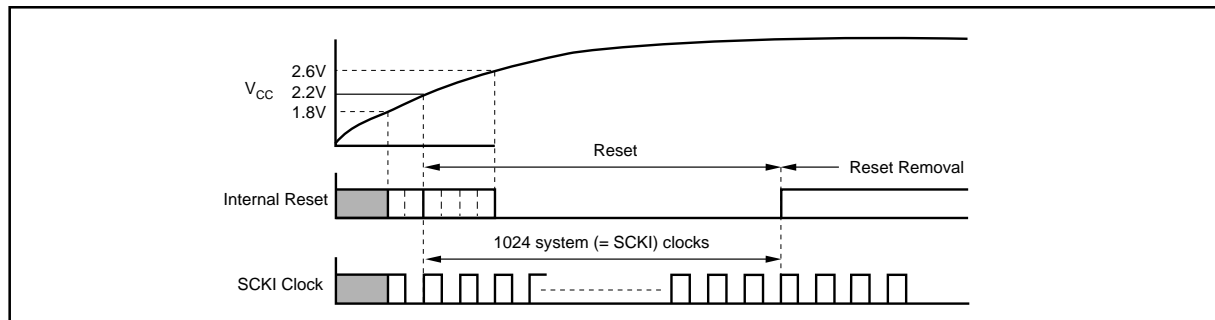 2.6V
V_CC 2.2V
1.8V
Reset
Reset Removal
Internal Reset
1024 system (= SCKI) clocks
SCKI Clock